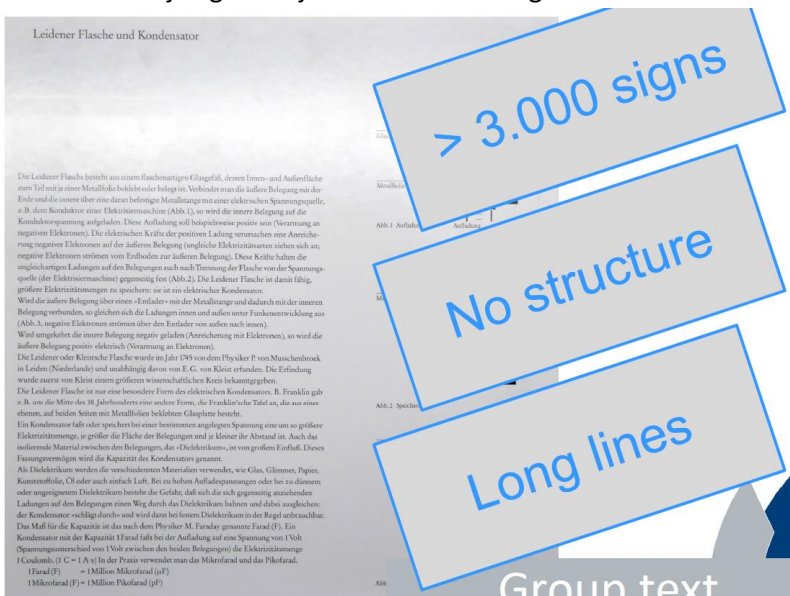 Leidener Flasche und Kondensator
Die Leidener Flasche besteht aus einem flaschenartigen Glasgefäß, dessen Innen- und Außenfläche
zum Teil mit je einer Metallfolie beklebt oder belegt ist. Verbindet man die äußere Belegung mit der
Erde und die innere über eine daran befestigte Metallstange mit einer elektrischen Spannungsquelle,
z. B. dem Konduktor einer Elektrisiermaschine (Abb. 1), so wird die innere Belegung auf die
Konduktorspannung aufgeladen. Diese Aufladung soll beispielsweise positiv sein (Verarmung an
negativen Elektronen). Die elektrischen Kräfte der positiven Ladung verursachen eine Anreiche-
rung negativer Elektronen auf der äußeren Belegung (ungleiche Elektrizitätsarten ziehen sich an;
negative Elektronen strömen vom Erdboden zur äußeren Belegung). Diese Kräfte halten die
ungleichartigen Ladungen auf den Belegungen auch nach Trennung der Flasche von der Spannungs-
quelle (der Elektrisiermaschine) gegenseitig fest (Abb. 2). Die Leidener Flasche ist damit fähig,
größere Elektrizitätsmengen zu speichern: sie ist ein elektrischer Kondensator.
Wird die äußere Belegung über einen »Entlader« mit der Metallstange und dadurch mit der inneren
Belegung verbunden, so gleichen sich die Ladungen innen und außen unter Funkenentwicklung aus
(Abb. 3, negative Elektronen strömen über den Entlader von außen nach innen).
Wird umgekehrt die innere Belegung negativ geladen (Anreicherung mit Elektronen), so wird die
äußere Belegung positiv elektrisch (Verarmung an Elektronen).
Die Leidener oder Kleistsche Flasche wurde im Jahr 1745 von dem Physiker P. von Musschenbroek
in Leiden (Niederlande) und unabhängig davon von E. G. von Kleist erfunden. Die Erfindung
wurde zuerst von Kleist einem größeren wissenschaftlichen Kreis bekanntgegeben.
Die Leidener Flasche ist nur eine besondere Form des elektrischen Kondensators. B. Franklin gab
z. B. um die Mitte des 18. Jahrhunderts eine andere Form, die Franklin'sche Tafel an, die aus einer
ebenen, auf beiden Seiten mit Metallfolien beklebten Glasplatte besteht.
Ein Kondensator faßt oder speichert bei einer bestimmten angelegten Spannung eine um so größere
Elektrizitätsmenge, je größer die Fläche der Belegungen und je kleiner ihr Abstand ist. Auch das
isolierende Material zwischen den Belegungen, das »Dielektrikum«, ist von großem Einfluß. Dieses
Fassungsvermögen wird die Kapazität des Kondensators genannt.
Als Dielektrikum werden die verschiedensten Materialien verwendet, wie Glas, Glimmer, Papier,
Kunststoffolie, Öl oder auch einfach Luft. Bei zu hohen Aufladespannungen oder bei zu dünnem
oder ungeeignetem Dielektrikum besteht die Gefahr, daß sich die sich gegenseitig anziehenden
Ladungen auf den Belegungen einen Weg durch das Dielektrikum bahnen und dabei ausgleichen:
der Kondensator »schlägt durch« und wird dann bei festem Dielektrikum in der Regel unbrauchbar.
Das Maß für die Kapazität ist das nach dem Physiker M. Faraday genannte Farad (F). Ein
Kondensator mit der Kapazität 1 Farad faßt bei der Aufladung auf eine Spannung von 1 Volt
(Spannungsunterschied von 1 Volt zwischen den beiden Belegungen) die Elektrizitätsmenge
1 Coulomb. (1 C = 1 A·s) In der Praxis verwendet man das Mikrofarad und das Pikofarad.
1 Farad (F) = 1 Million Mikrofarad (μF)
1 Mikrofarad (F) = 1 Million Pikofarad (pF)
Metallfolien
Abb. 1 Aufladung
Aufladung
Abb. 2
> 3.000 signs
No structure
Long lines
Group text